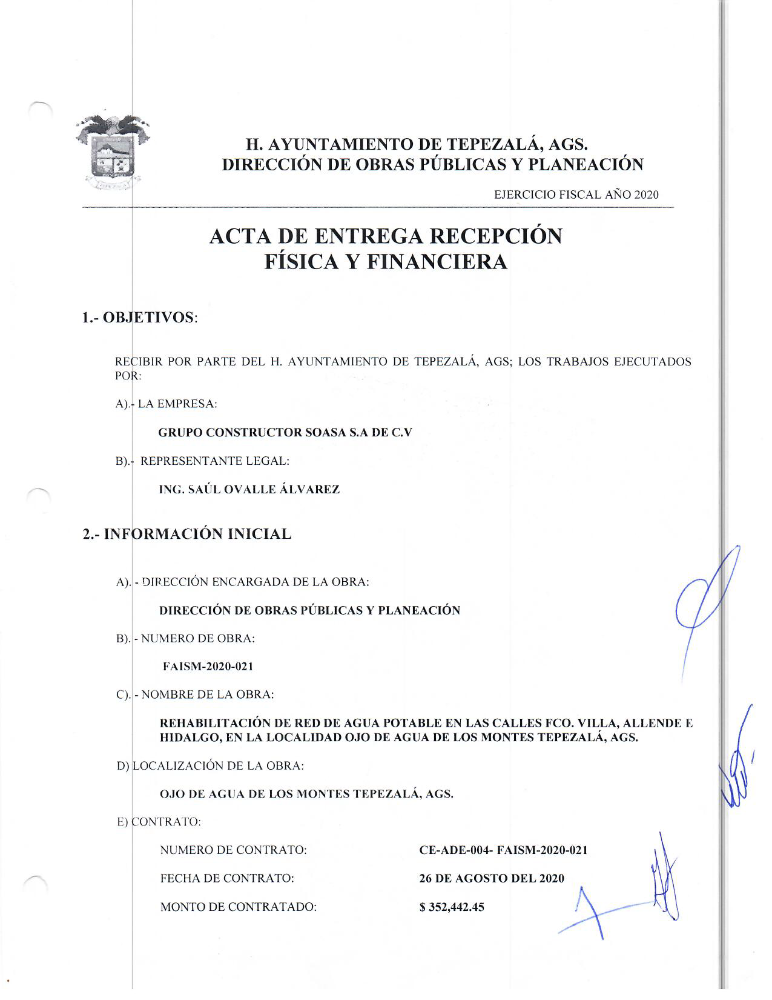 H. AYUNTAMIENTO DE TEPEZALÁ, AGS.
DIRECCIÓN DE OBRAS PÚBLICAS Y PLANEACIÓN
EJERCICIO FISCAL AÑO 2020
ACTA DE ENTREGA RECEPCIÓN
FÍSICA Y FINANCIERA
1.- OBJETIVOS:
RECIBIR POR PARTE DEL H. AYUNTAMIENTO DE TEPEZALÁ, AGS; LOS TRABAJOS EJECUTADOS
POR:
A).- LA EMPRESA:
GRUPO CONSTRUCTOR SOASA S.A DE C.V
B).- REPRESENTANTE LEGAL:
ING. SAÚL OVALLE ÁLVAREZ
2.- INFORMACIÓN INICIAL
A). - DIRECCIÓN ENCARGADA DE LA OBRA:
DIRECCIÓN DE OBRAS PÚBLICAS Y PLANEACIÓN
B). - NUMERO DE OBRA:
FAISM-2020-021
C). - NOMBRE DE LA OBRA:
REHABILITACIÓN DE RED DE AGUA POTABLE EN LAS CALLES FCO. VILLA, ALLENDE E
HIDALGO, EN LA LOCALIDAD OJO DE AGUA DE LOS MONTES TEPEZALÁ, AGS.
D) LOCALIZACIÓN DE LA OBRA:
OJO DE AGUA DE LOS MONTES TEPEZALÁ, AGS.
E) CONTRATO:
NUMERO DE CONTRATO: CE-ADE-004- FAISM-2020-021
FECHA DE CONTRATO: 26 DE AGOSTO DEL 2020
MONTO DE CONTRATADO: $ 352,442.45